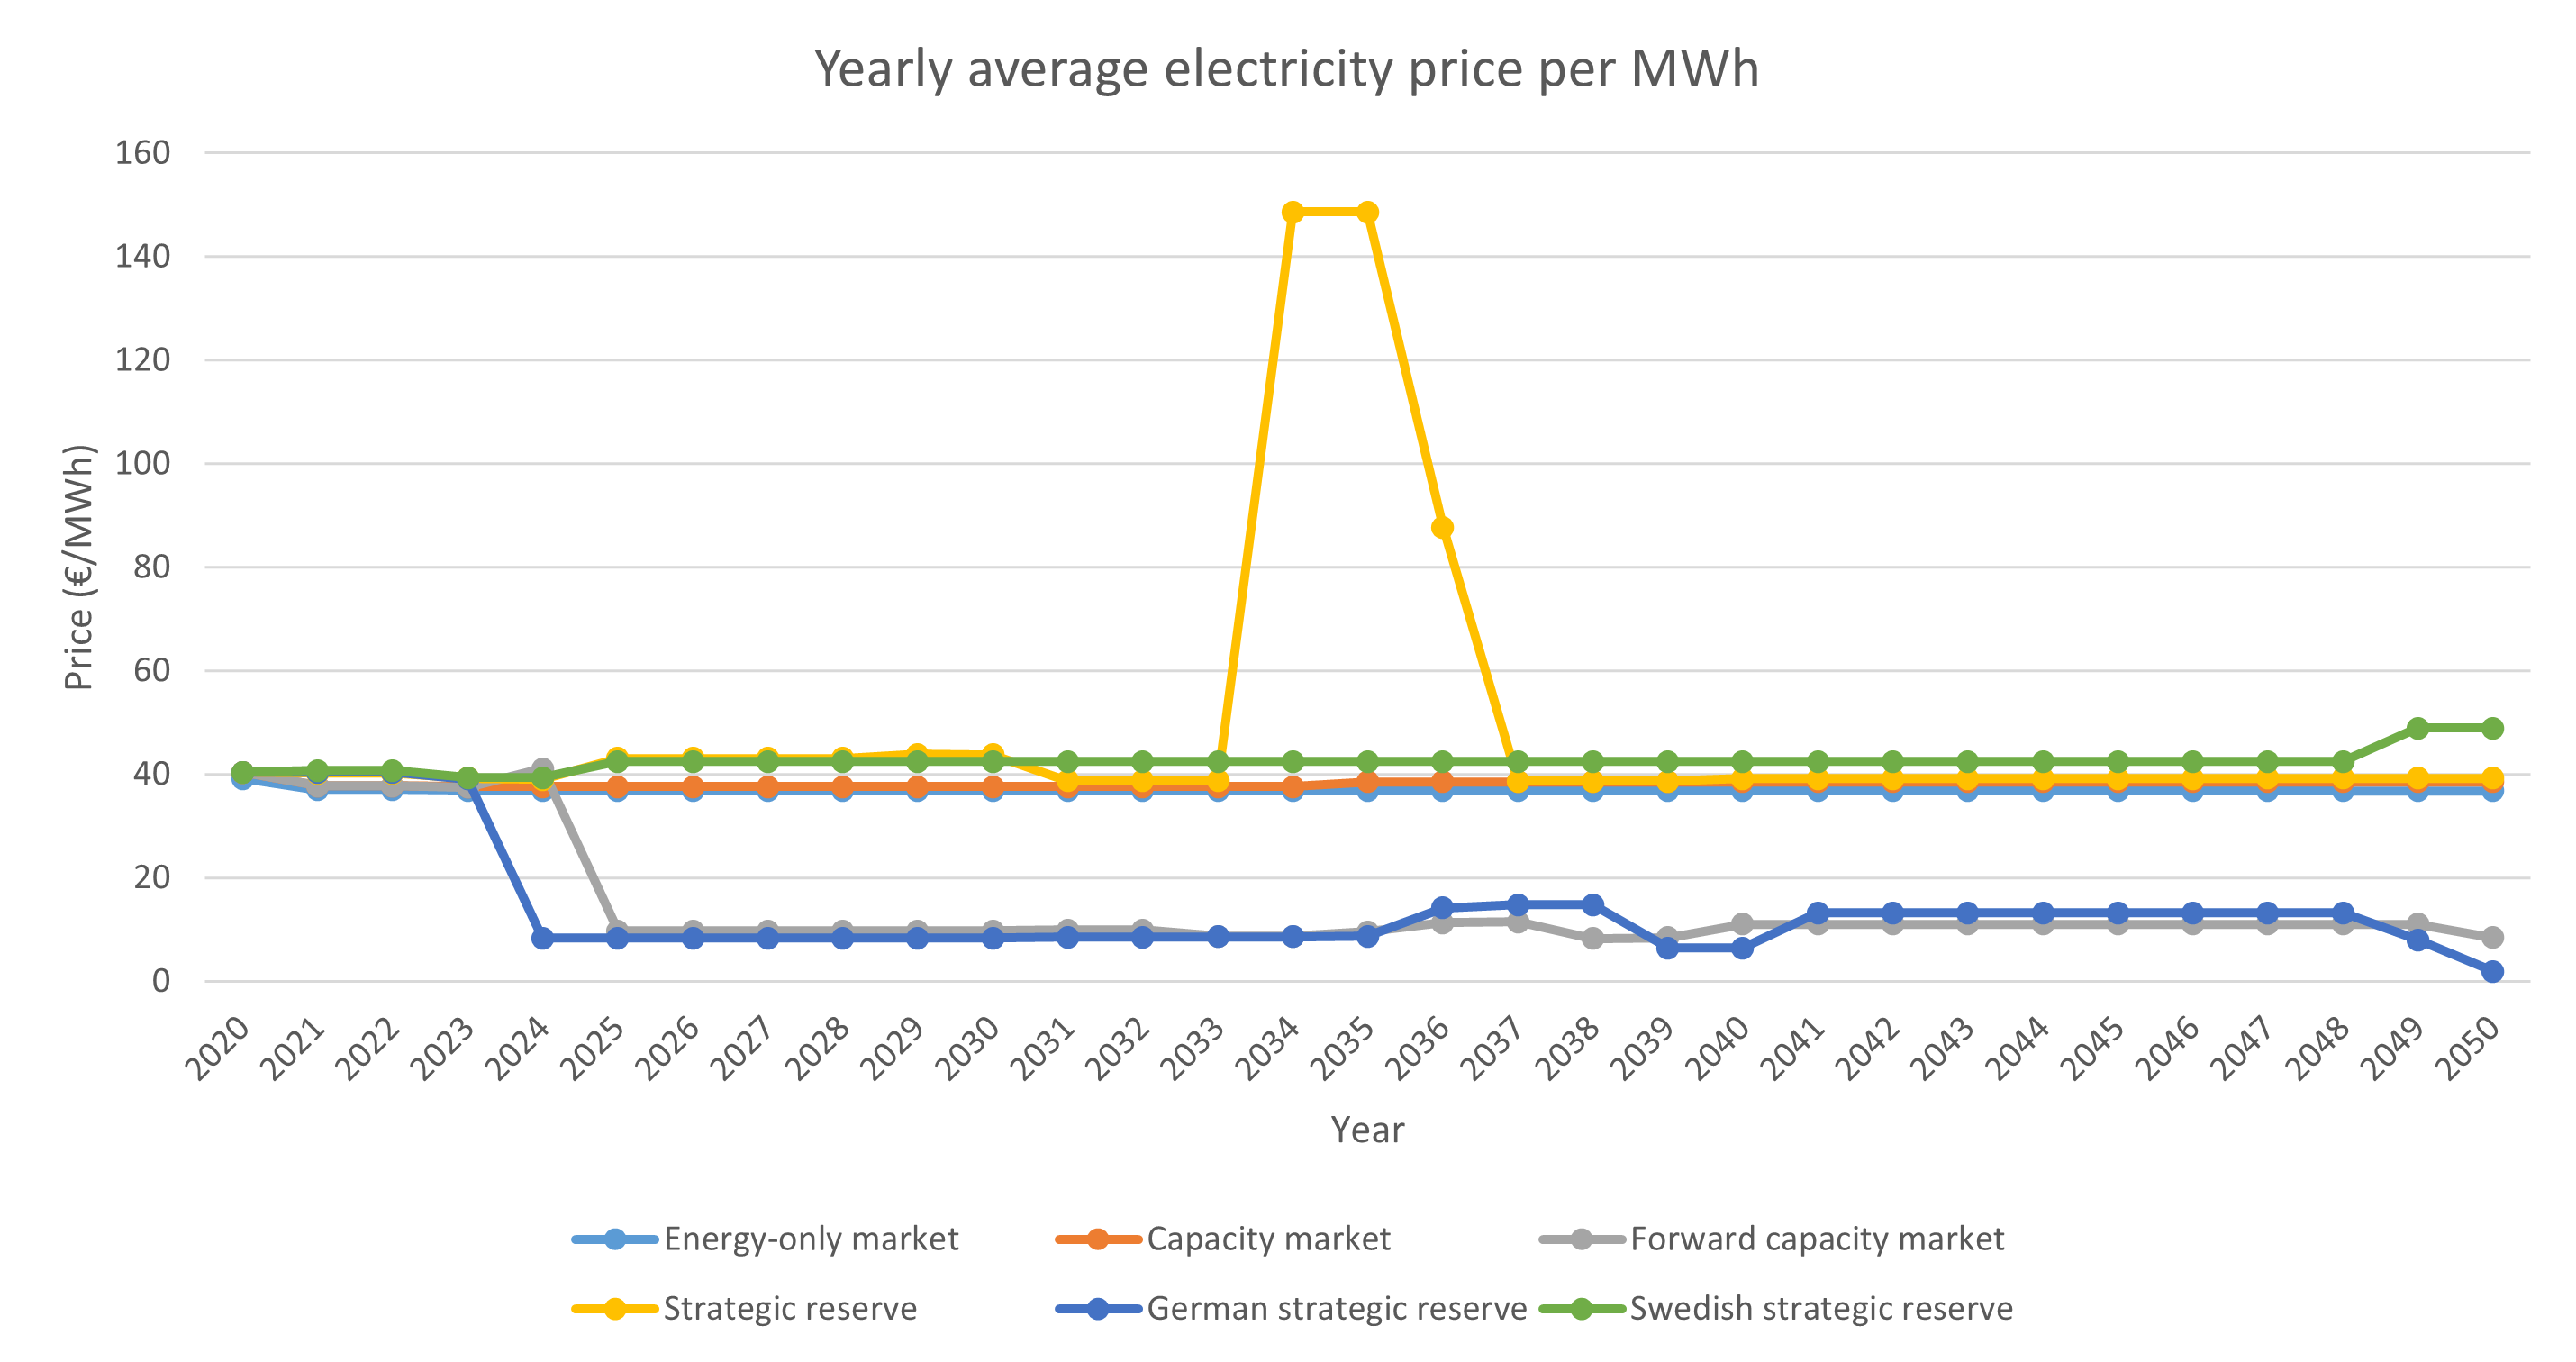 Yearly average electricity price per MWh
160
140
120
100
80
60
40
20
0
Price (€/MWh)
2020 2021 2022 2023 2024 2025 2026 2027 2028 2029 2030 2031 2032 2033 2034 2035 2036 2037 2038 2039 2040 2041 2042 2043 2044 2045 2046 2047 2048 2049 2050
Year
Energy-only market Capacity market Forward capacity market
Strategic reserve German strategic reserve Swedish strategic reserve